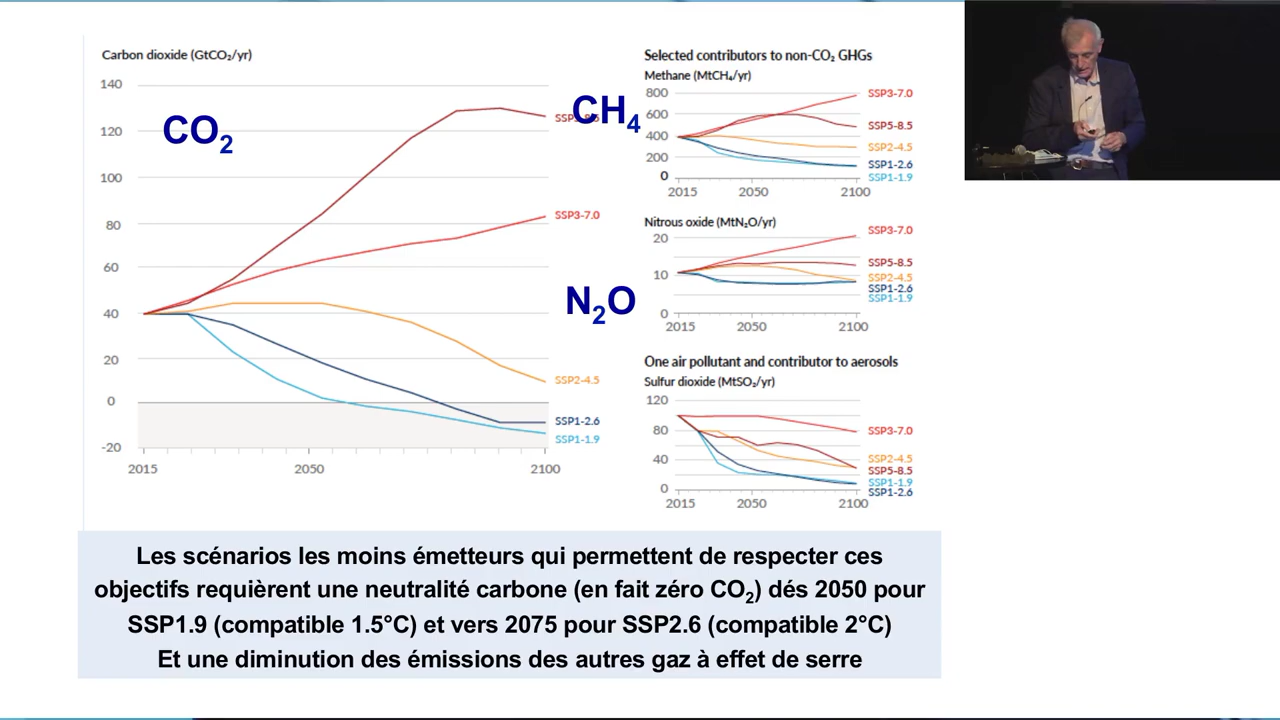 Carbon dioxide (GtCO₂/yr)
140
120
100
80
60
40
20
0
-20
2015
2050
2100
CO₂
SSP3-7.0
SSP2-4.5
SSP1-2.6
SSP1-1.9
Selected contributors to non-CO₂ GHGs
Methane (MtCH₄/yr)
CH₄
800
600
400
200
0
2015
2050
2100
SSP3-7.0
SSP5-8.5
SSP2-4.5
SSP1-2.6
SSP1-1.9
Nitrous oxide (MtN₂O/yr)
N₂O
20
10
0
2015
2050
2100
SSP3-7.0
SSP5-8.5
SSP2-4.5
SSP1-2.6
SSP1-1.9
One air pollutant and contributor to aerosols
Sulfur dioxide (MtSO₂/yr)
120
80
40
0
2015
2050
2100
SSP3-7.0
SSP2-4.5
SSP5-8.5
SSP1-1.9
SSP1-2.6
Les scénarios les moins émetteurs qui permettent de respecter ces
objectifs requièrent une neutralité carbone (en fait zéro CO₂) dés 2050 pour
SSP1.9 (compatible 1.5°C) et vers 2075 pour SSP2.6 (compatible 2°C)
Et une diminution des émissions des autres gaz à effet de serre